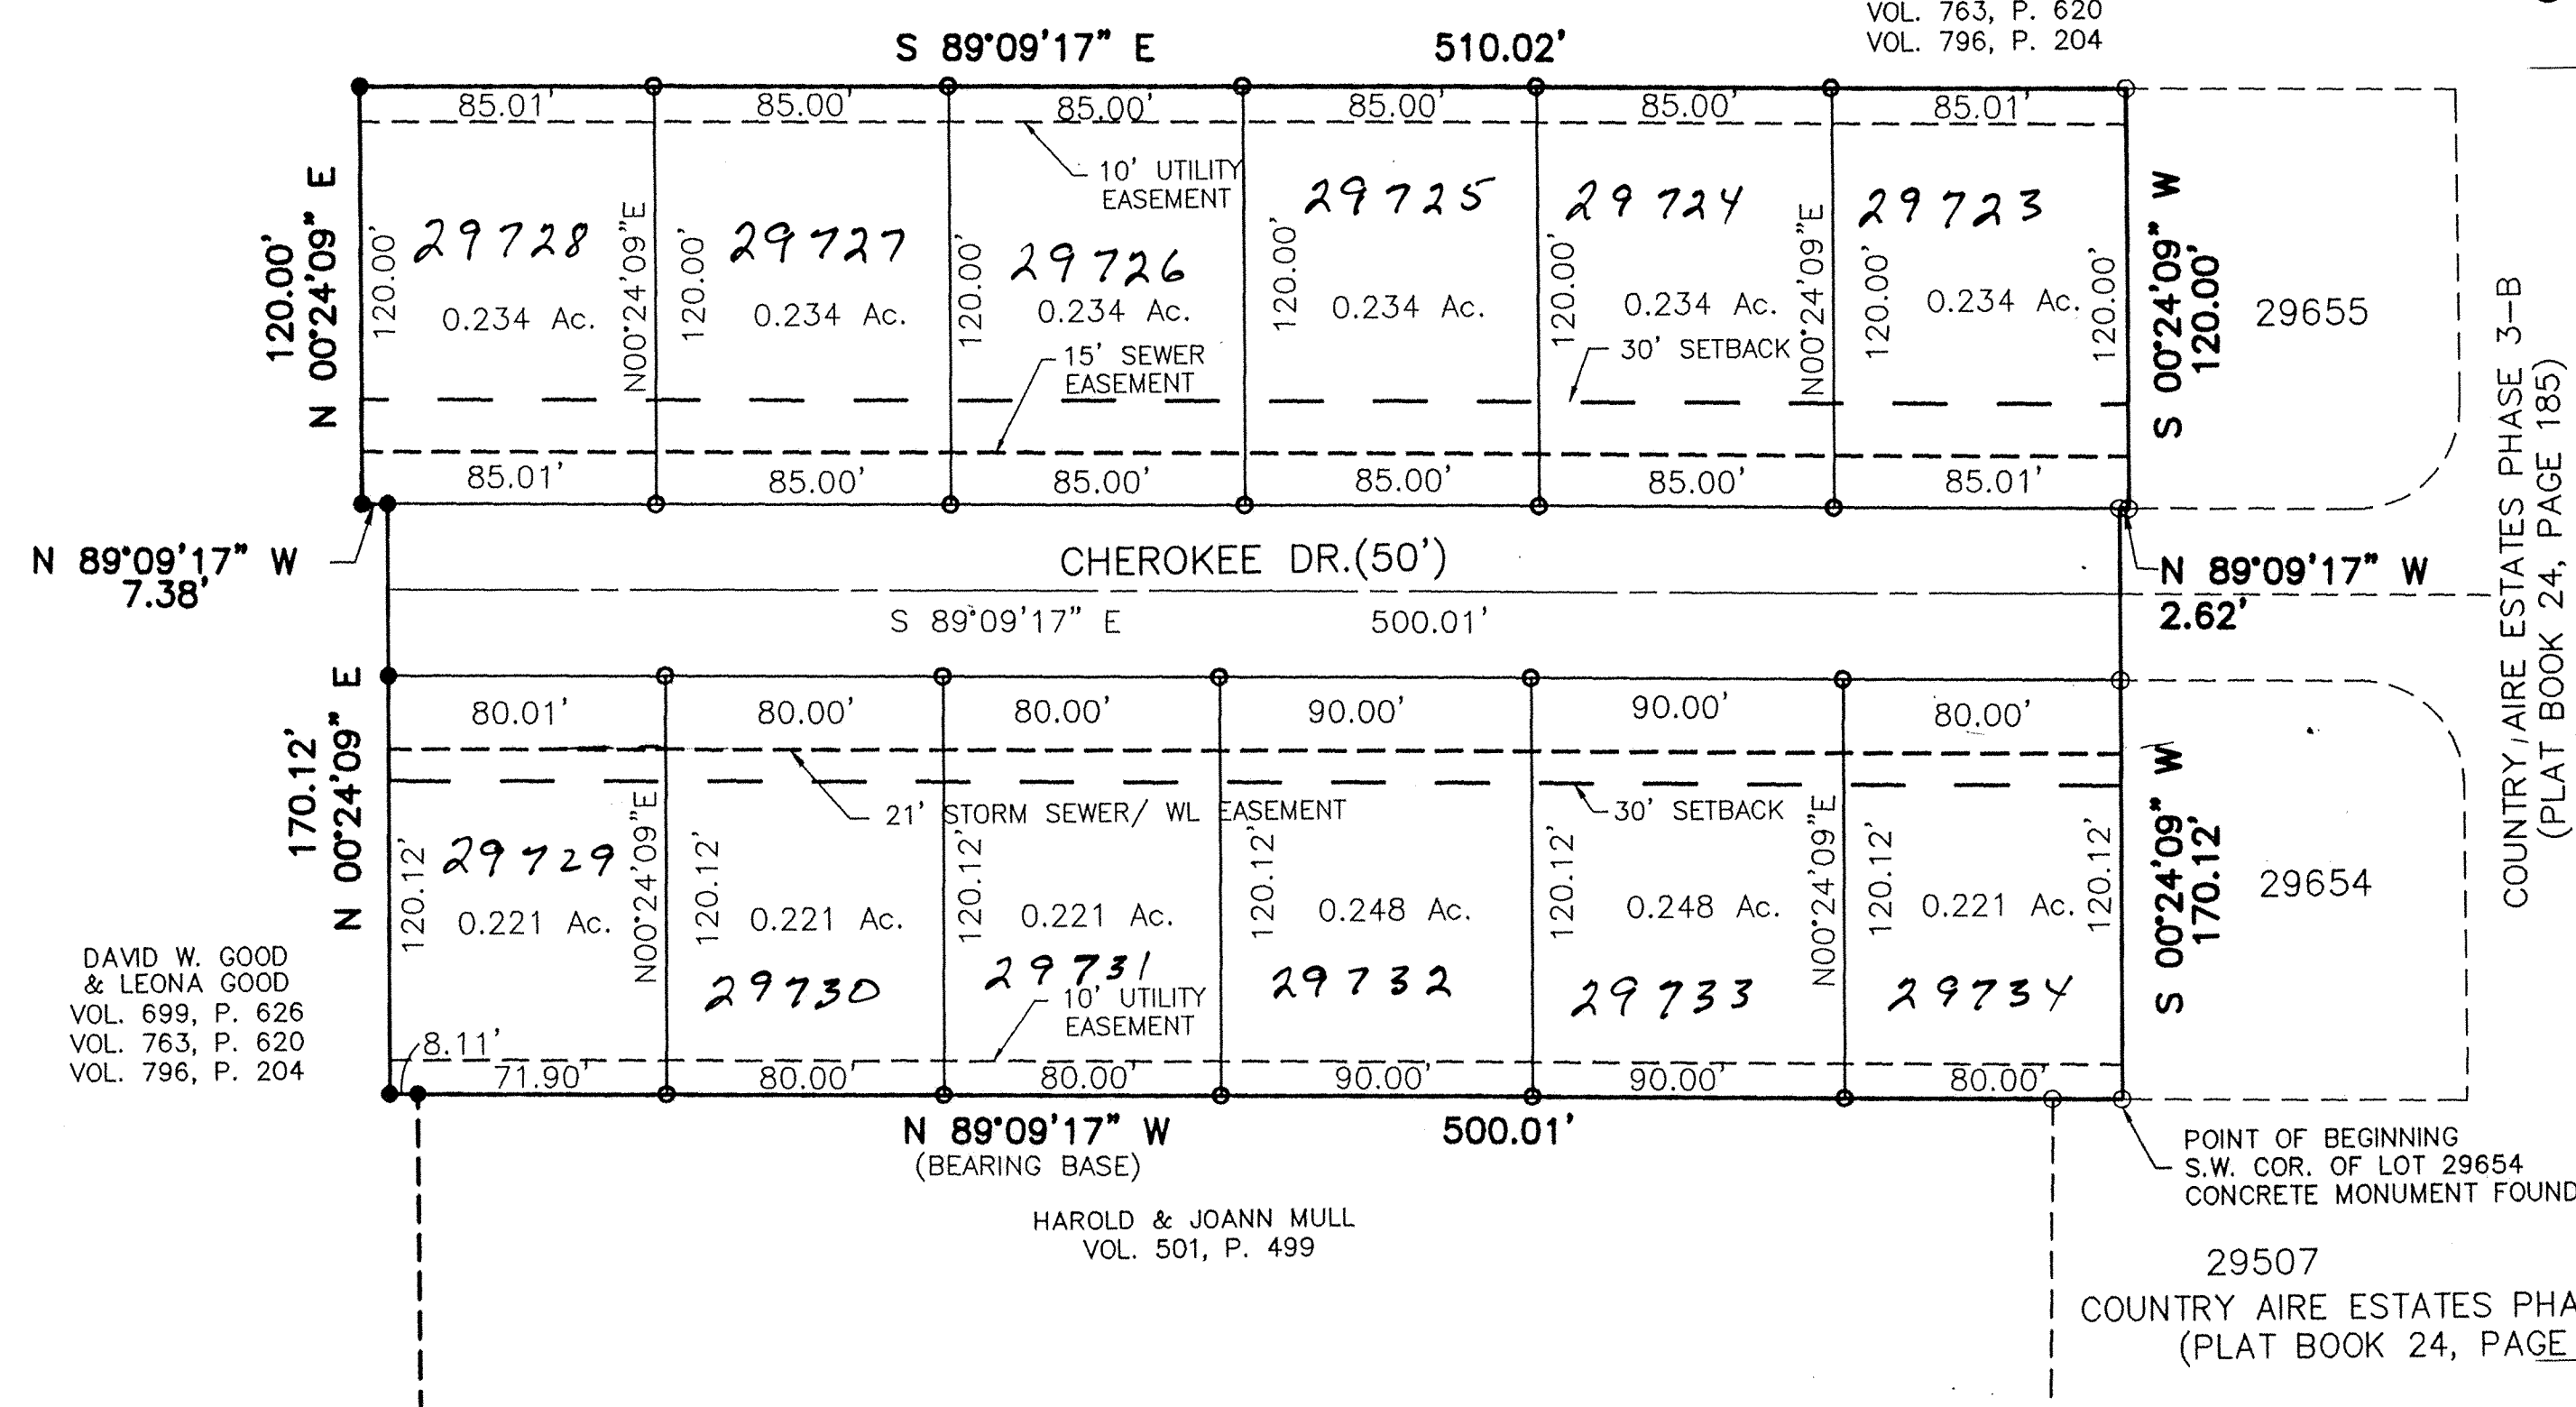 VOL. 763, P. 620
VOL. 796, P. 204
S 89°09'17" E 510.02'
85.01' 85.00' 85.00' 85.00' 85.00' 85.01'
10' UTILITY
EASEMENT
120.00'
N 00°24'09" E
120.00'
29728
0.234 Ac.
N00°24'09"E
120.00'
29727
0.234 Ac.
120.00'
29726
0.234 Ac.
120.00'
29725
0.234 Ac.
120.00'
29724
0.234 Ac.
N00°24'09"E
120.00'
29723
0.234 Ac.
120.00'
S 00°24'09" W
120.00'
29655
15' SEWER
EASEMENT
30' SETBACK
85.01' 85.00' 85.00' 85.00' 85.00' 85.01'
N 89°09'17" W
7.38'
CHEROKEE DR.(50')
N 89°09'17" W
2.62'
S 89°09'17" E 500.01'
COUNTRY AIRE ESTATES PHASE 3-B
(PLAT BOOK 24, PAGE 185)
80.01' 80.00' 80.00' 90.00' 90.00' 80.00'
21' STORM SEWER/ WL EASEMENT
30' SETBACK
170.12'
N 00°24'09" E
120.12'
29729
0.221 Ac.
N00°24'09"E
120.12'
0.221 Ac.
29730
120.12'
0.221 Ac.
29731
120.12'
0.248 Ac.
29732
120.12'
0.248 Ac.
29733
N00°24'09"E
120.12'
0.221 Ac.
29734
120.12'
S 00°24'09" W
170.12'
29654
10' UTILITY
EASEMENT
DAVID W. GOOD
& LEONA GOOD
VOL. 699, P. 626
VOL. 763, P. 620
VOL. 796, P. 204
8.11'
71.90' 80.00' 80.00' 90.00' 90.00' 80.00'
N 89°09'17" W 500.01'
(BEARING BASE)
POINT OF BEGINNING
S.W. COR. OF LOT 29654
CONCRETE MONUMENT FOUND
HAROLD & JOANN MULL
VOL. 501, P. 499
29507
COUNTRY AIRE ESTATES PHA
(PLAT BOOK 24, PAGE